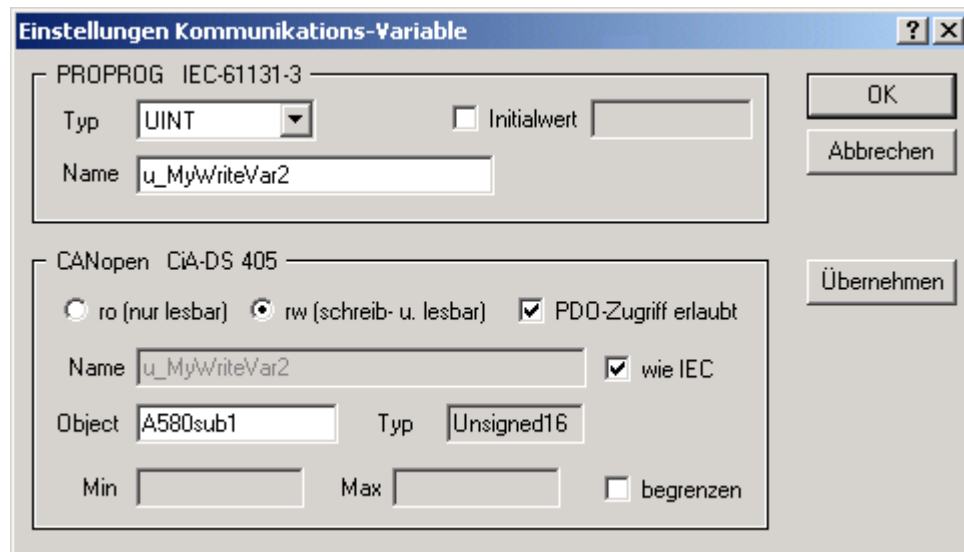 Einstellungen Kommunikations-Variable
PROPROG IEC-61131-3
Typ UINT Initialwert
Name u_MyWriteVar2
OK
Abbrechen
CANopen CiA-DS 405
ro (nur lesbar) rw (schreib- u. lesbar) PDO-Zugriff erlaubt
Name u_MyWriteVar2 wie IEC
Object A580sub1 Typ Unsigned16
Min Max begrenzen
Übernehmen